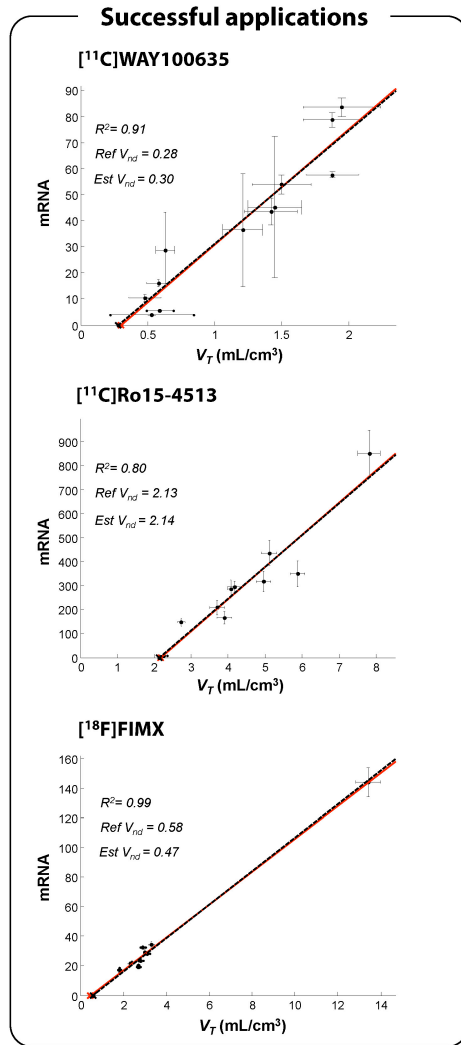 Successful applications
[¹¹C]WAY100635
90
80
70
60
50
40
30
20
10
0
mRNA
R²= 0.91
Ref Vnd = 0.28
Est Vnd = 0.30
0.5 1 1.5 2
VT (mL/cm³)
[¹¹C]Ro15-4513
900
800
700
600
500
400
300
200
100
0
mRNA
R²= 0.80
Ref Vnd = 2.13
Est Vnd = 2.14
0 1 2 3 4 5 6 7 8
VT (mL/cm³)
[¹⁸F]FIMX
160
140
120
100
80
60
40
20
0
mRNA
R²= 0.99
Ref Vnd = 0.58
Est Vnd = 0.47
0 2 4 6 8 10 12 14
VT (mL/cm³)